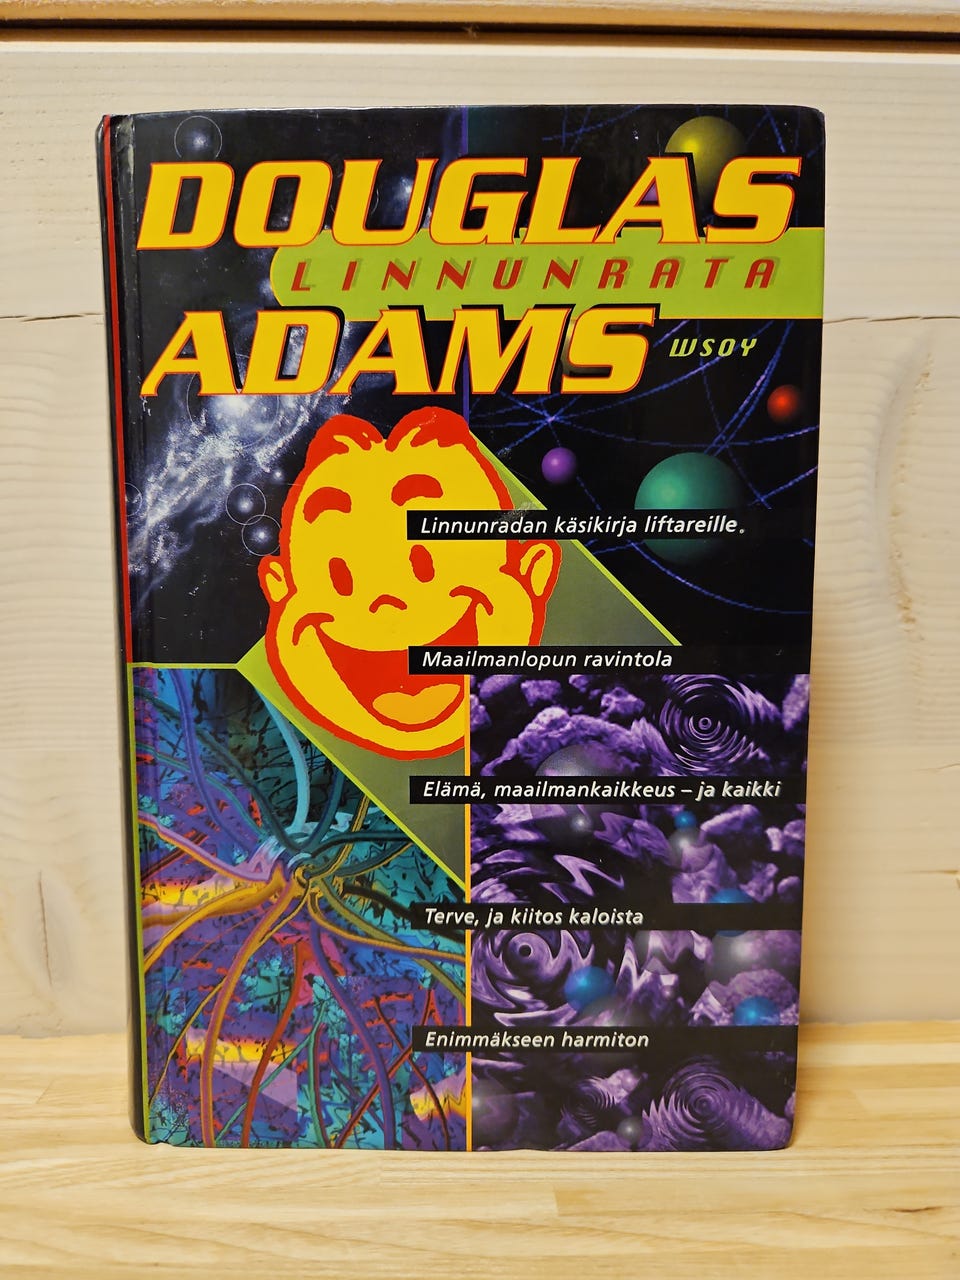 DOUGLAS
LINNUNRATA
ADAMS
WSOY
Linnunradan käsikirja liftareille.
Maailmanlopun ravintola
Elämä, maailmankaikkeus – ja kaikki
Terve, ja kiitos kaloista
Enimmäkseen harmiton